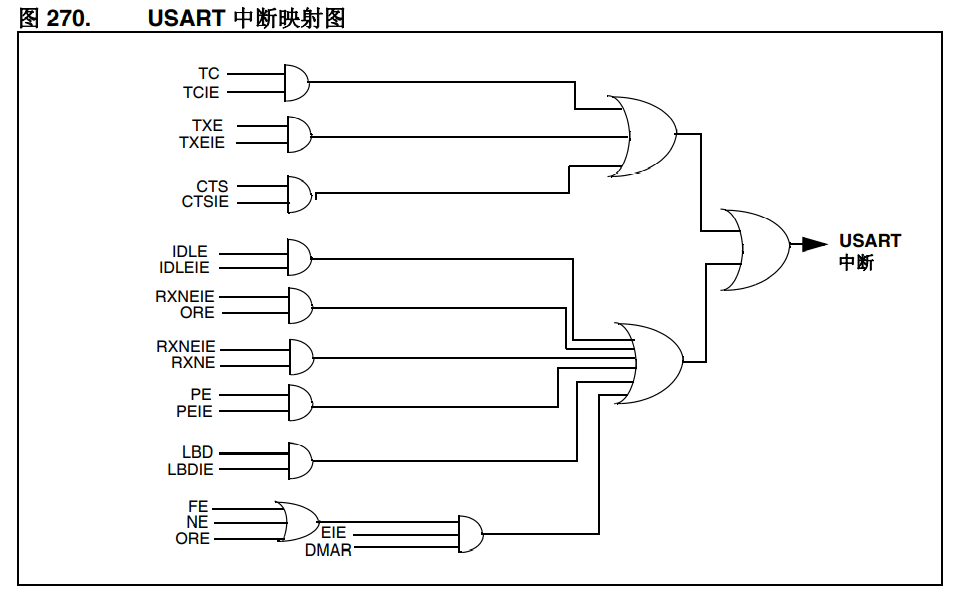 图 270. USART 中断映射图
TC
TCIE
TXE
TXEIE
CTS
CTSIE
IDLE
IDLEIE
RXNEIE
ORE
RXNEIE
RXNE
PE
PEIE
LBD
LBDIE
FE
NE
ORE
EIE
DMAR
USART
中断